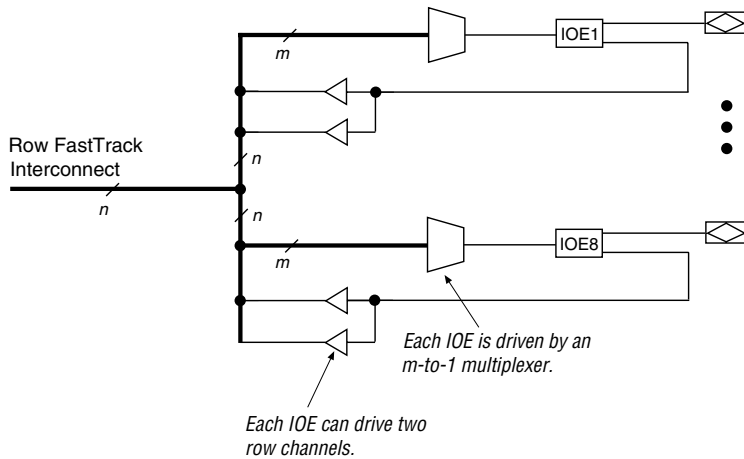 m
IOE1
Row FastTrack
Interconnect
n
n
n
m
IOE8
Each IOE is driven by an
m-to-1 multiplexer.
Each IOE can drive two
row channels.